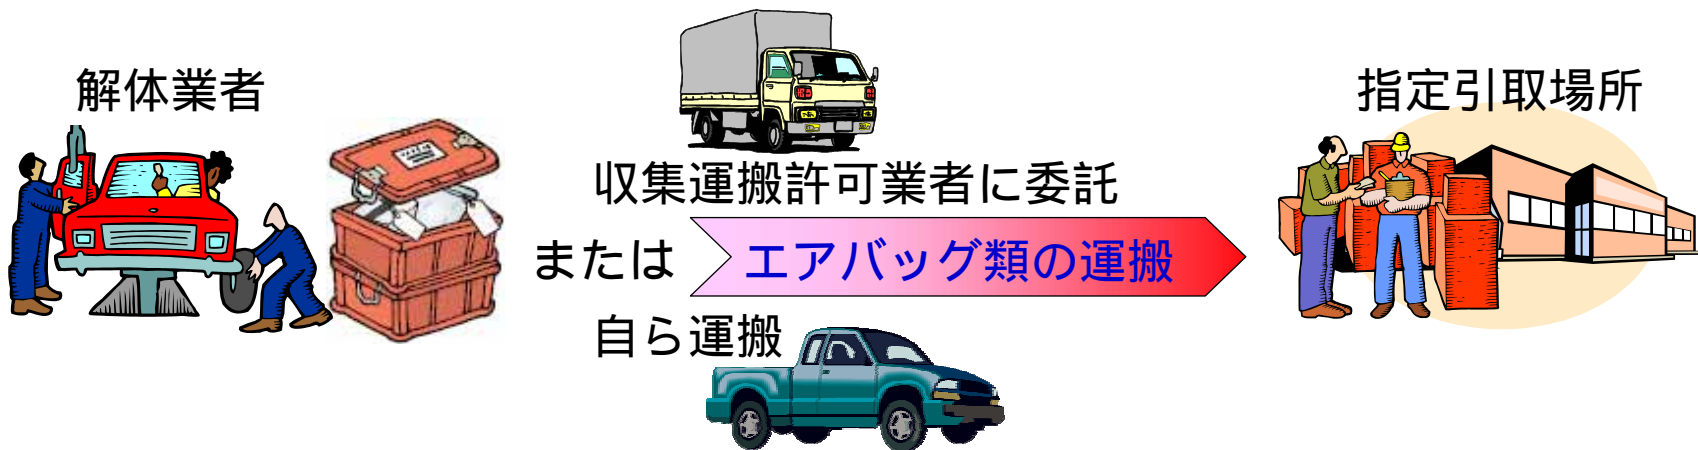 解体業者
収集運搬許可業者に委託
または
エアバッグ類の運搬
自ら運搬
指定引取場所